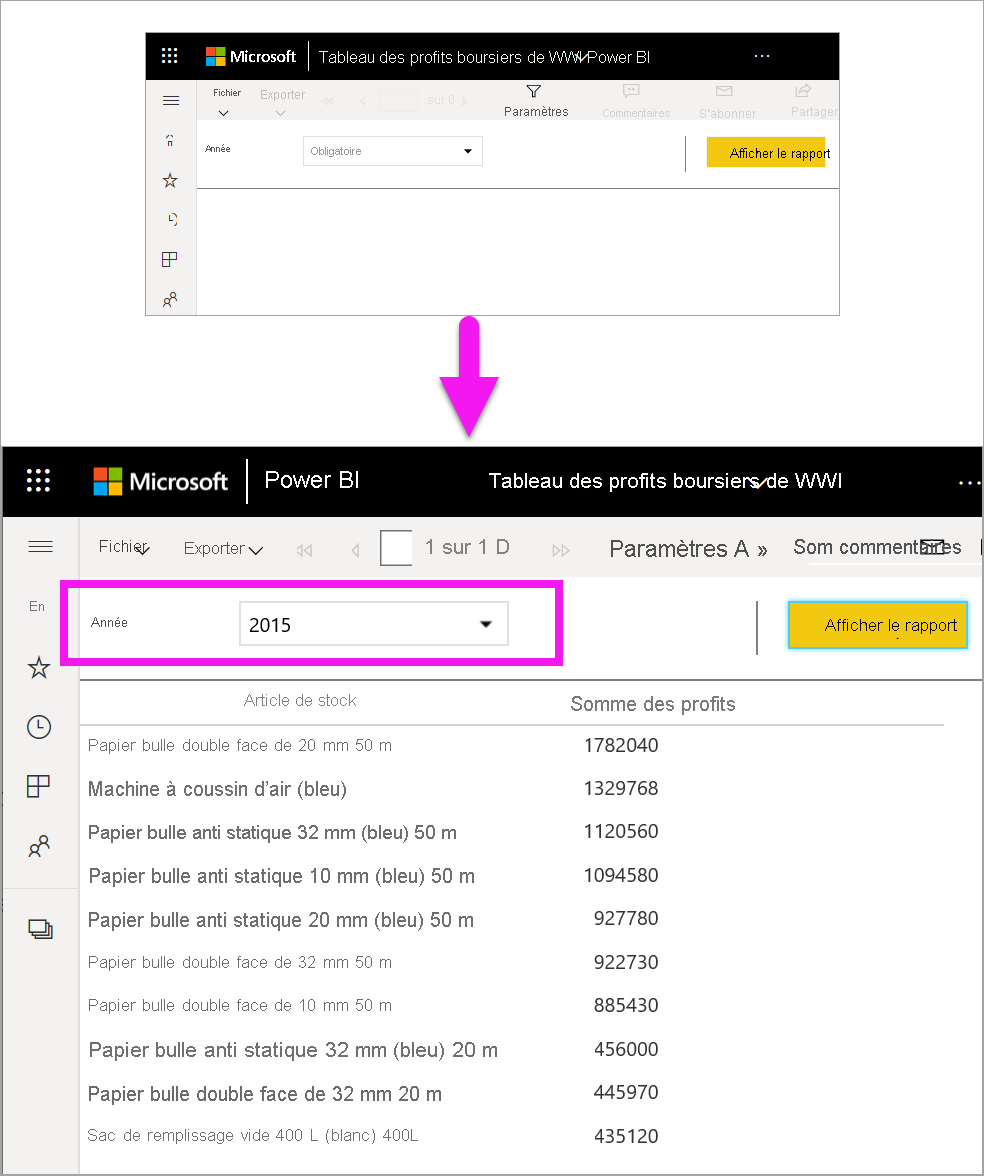 Microsoft Tableau des profits boursiers de WWI Power BI ...
Fichier Exporter sur 0 Paramètres Commentaires S'abonner Partager
Année Obligatoire Afficher le rapport
Microsoft Power BI Tableau des profits boursiers de WWI ...
Fichier Exporter 1 sur 1 D Paramètres A » Som commentaires
En
Année 2015 Afficher le rapport
Article de stock Somme des profits
Papier bulle double face de 20 mm 50 m 1782040
Machine à coussin d'air (bleu) 1329768
Papier bulle anti statique 32 mm (bleu) 50 m 1120560
Papier bulle anti statique 10 mm (bleu) 50 m 1094580
Papier bulle anti statique 20 mm (bleu) 50 m 927780
Papier bulle double face de 32 mm 50 m 922730
Papier bulle double face de 10 mm 50 m 885430
Papier bulle anti statique 32 mm (bleu) 20 m 456000
Papier bulle double face de 32 mm 20 m 445970
Sac de remplissage vide 400 L (blanc) 400L 435120